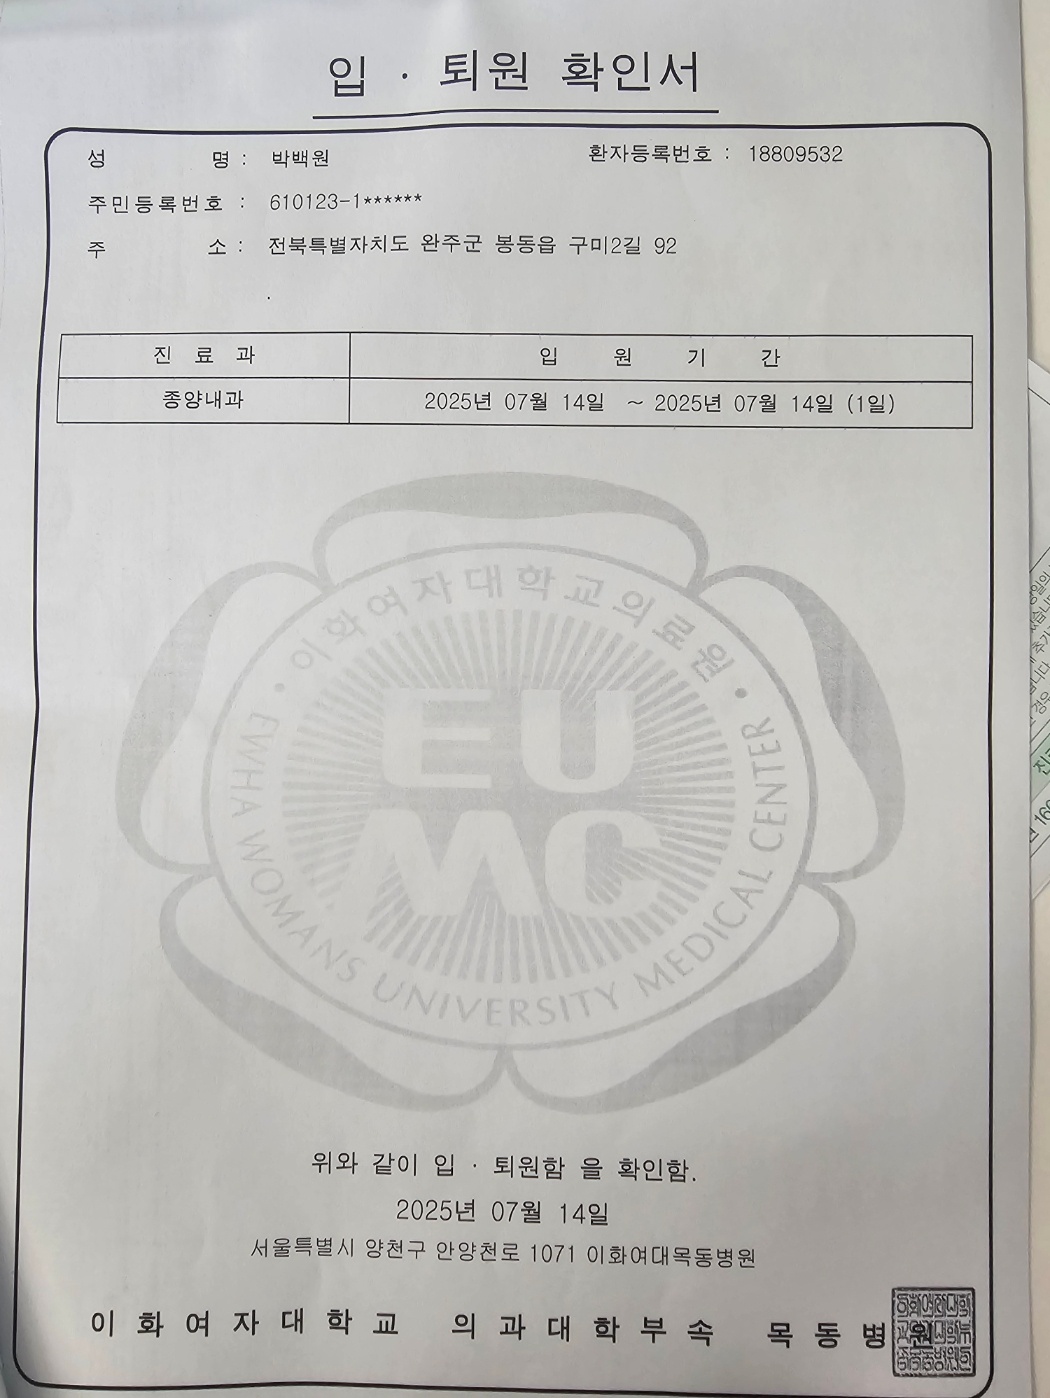 입 · 퇴원 확인서
성 명 : 박백원 환자등록번호 : 18809532
주민등록번호 : 610123-1******
주 소 : 전북특별자치도 완주군 봉동읍 구미2길 92
진 료 과 입 원 기 간
종양내과 2025년 07월 14일 ~ 2025년 07월 14일 (1일)
· 이화여자대학교의료원 ·
EU
MC
EWHA WOMANS UNIVERSITY MEDICAL CENTER
위와 같이 입 · 퇴원함 을 확인함.
2025년 07월 14일
서울특별시 양천구 안양천로 1071 이화여대목동병원
이화여자대학교 의과대학부속 목동병원